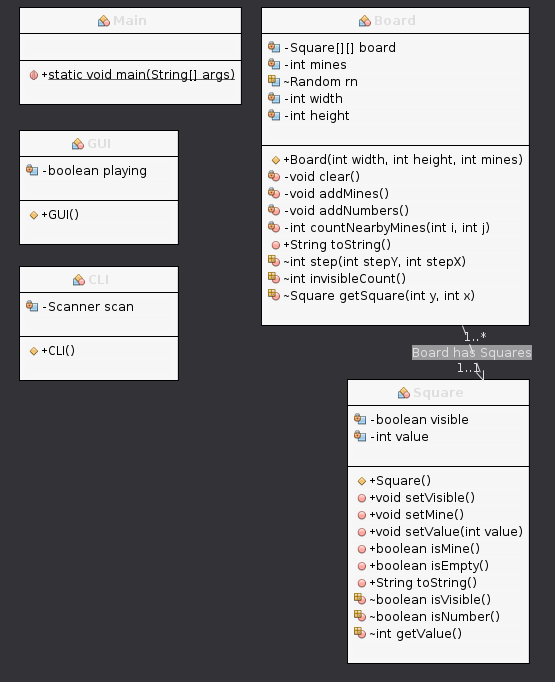 Main
+static void main(String[] args)
GUI
-boolean playing
+GUI()
CLI
-Scanner scan
+CLI()
Board
-Square[][] board
-int mines
~Random rn
-int width
-int height
+Board(int width, int height, int mines)
-void clear()
-void addMines()
-void addNumbers()
-int countNearbyMines(int i, int j)
+String toString()
~int step(int stepY, int stepX)
~int invisibleCount()
~Square getSquare(int y, int x)
1..*
Board has Squares
1..1
Square
-boolean visible
-int value
+Square()
+void setVisible()
+void setMine()
+void setValue(int value)
+boolean isMine()
+boolean isEmpty()
+String toString()
~boolean isVisible()
~boolean isNumber()
~int getValue()